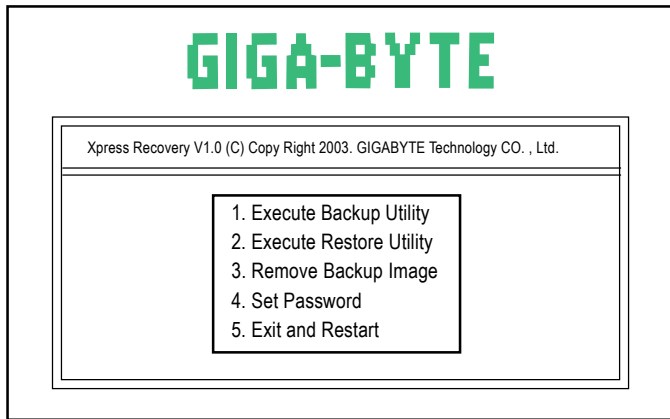 GIGA-BYTE
Xpress Recovery V1.0 (C) Copy Right 2003. GIGABYTE Technology CO. , Ltd.
1. Execute Backup Utility
2. Execute Restore Utility
3. Remove Backup Image
4. Set Password
5. Exit and Restart